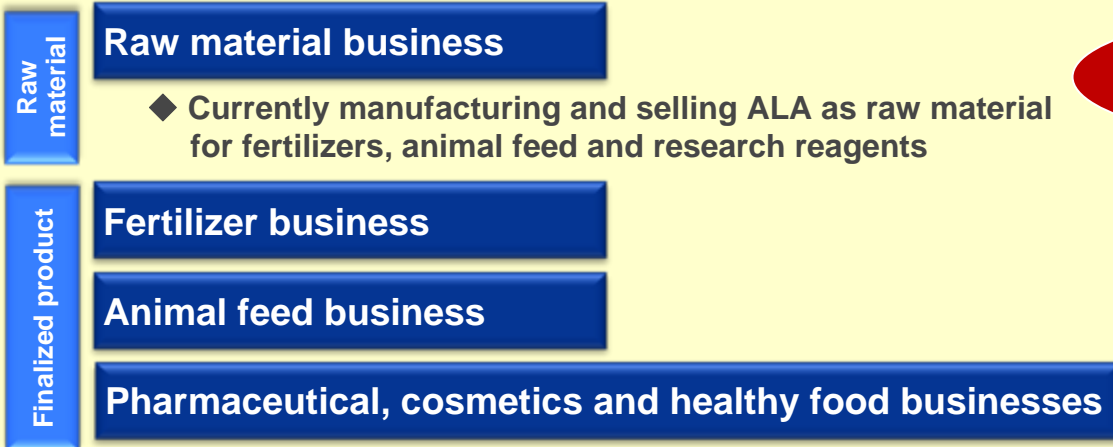 Raw
material
Raw material business
◆ Currently manufacturing and selling ALA as raw material
for fertilizers, animal feed and research reagents
Finalized product
Fertilizer business
Animal feed business
Pharmaceutical, cosmetics and healthy food businesses